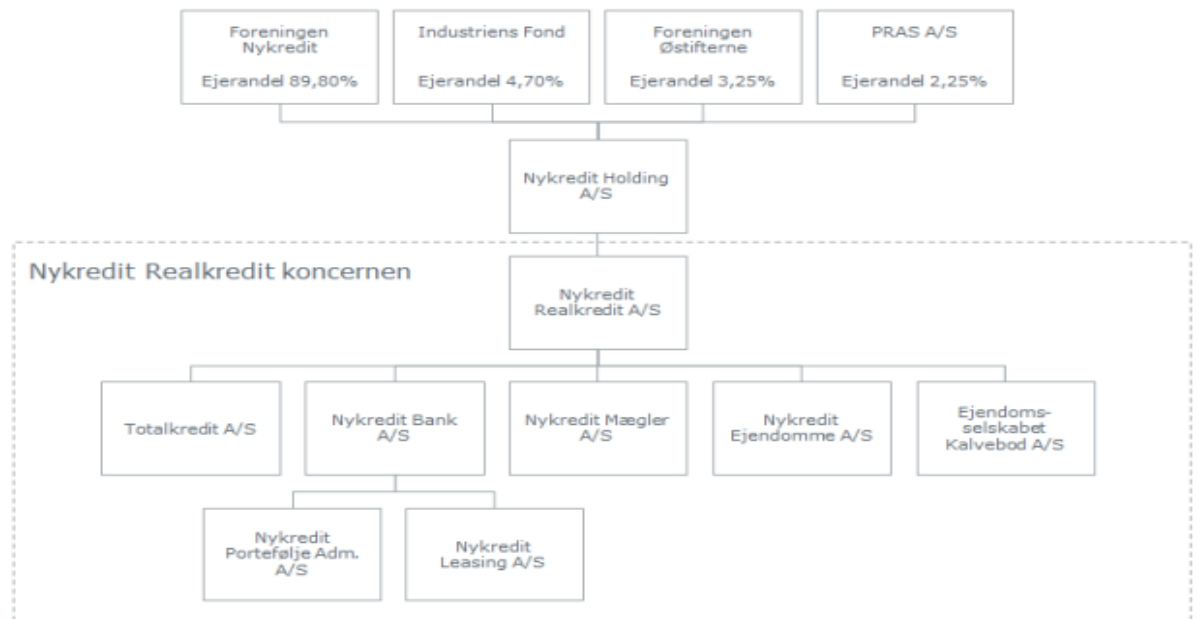 Foreningen
Nykredit
Ejerandel 89,80%
Industriens Fond
Ejerandel 4,70%
Foreningen
Østifterne
Ejerandel 3,25%
PRAS A/S
Ejerandel 2,25%
Nykredit Holding
A/S
Nykredit Realkredit koncernen
Nykredit
Realkredit A/S
Totalkredit A/S
Nykredit Bank
A/S
Nykredit Mægler
A/S
Nykredit
Ejendomme A/S
Ejendoms-
selskabet
Kalvebod A/S
Nykredit
Portefølje Adm.
A/S
Nykredit
Leasing A/S